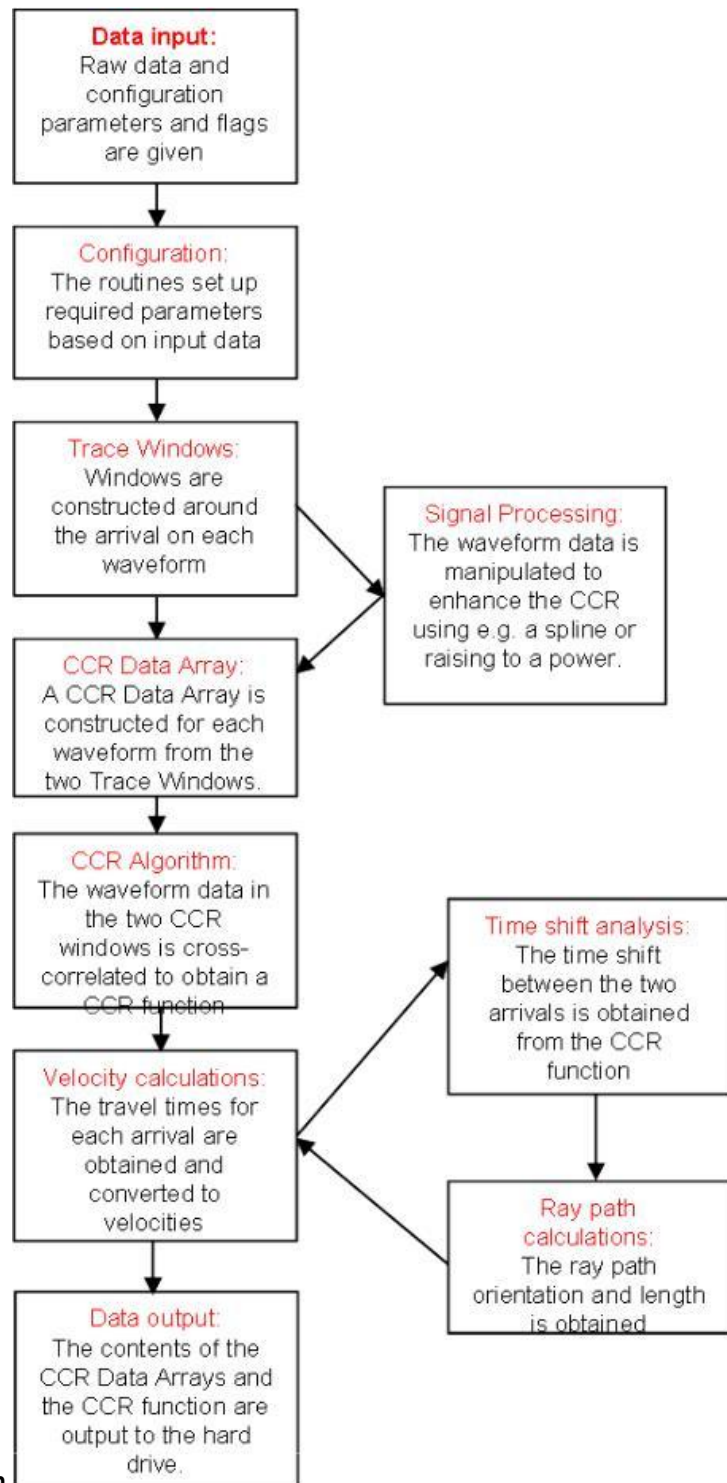 Data input:
Raw data and
configuration
parameters and flags
are given
Configuration:
The routines set up
required parameters
based on input data
Trace Windows:
Windows are
constructed around
the arrival on each
waveform
Signal Processing:
The waveform data is
manipulated to
enhance the CCR
using e.g. a spline or
raising to a power.
CCR Data Array:
A CCR Data Array is
constructed for each
waveform from the
two Trace Windows.
CCR Algorithm:
The waveform data in
the two CCR
windows is cross-
correlated to obtain a
CCR function
Time shift analysis:
The time shift
between the two
arrivals is obtained
from the CCR
function
Velocity calculations:
The travel times for
each arrival are
obtained and
converted to
velocities
Ray path
calculations:
The ray path
orientation and length
is obtained
Data output:
The contents of the
CCR Data Arrays and
the CCR function are
output to the hard
drive.